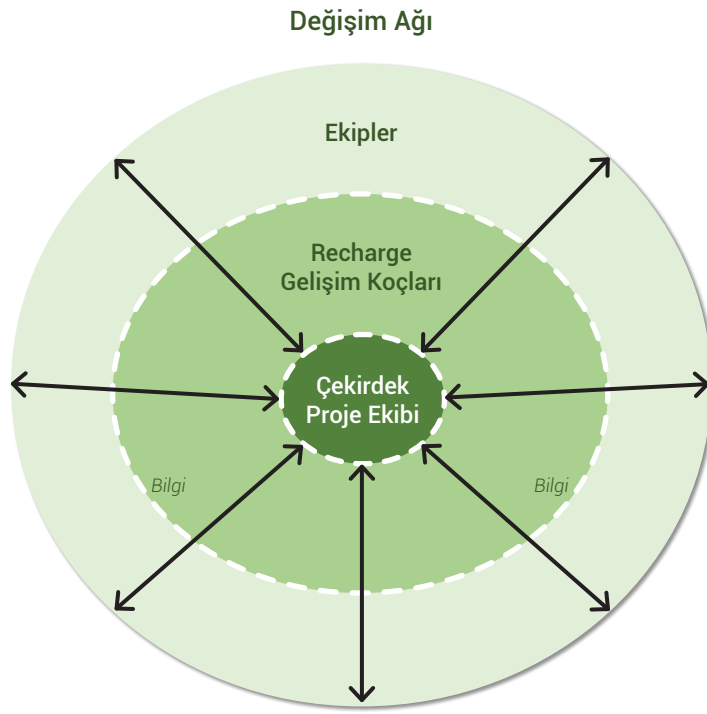 Değişim Ağı
Ekipler
Recharge
Gelişim Koçları
Çekirdek
Proje Ekibi
Bilgi
Bilgi